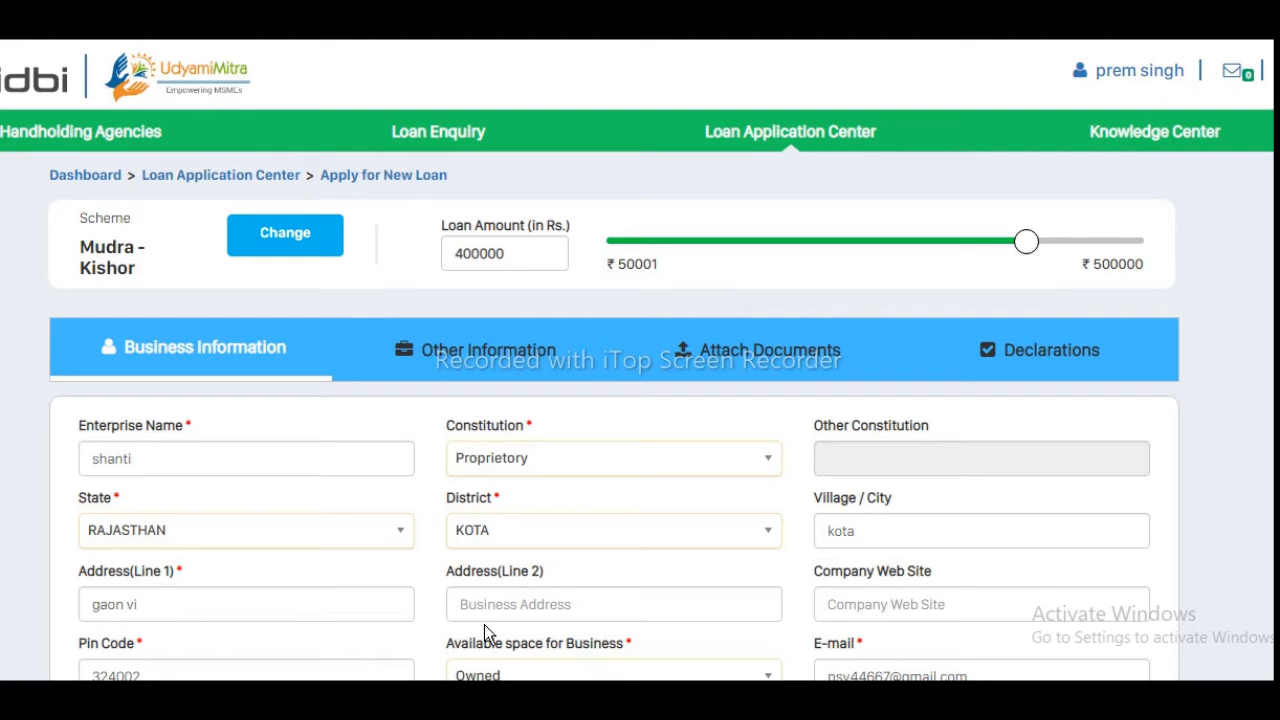 idbi UdyamiMitra prem singh 0
Empowering MSMEs
Handholding Agencies Loan Enquiry Loan Application Center Knowledge Center
Dashboard > Loan Application Center > Apply for New Loan
Scheme Change Loan Amount (in Rs.)
Mudra - 400000
Kishor ₹ 50001 ₹ 500000
Business Information Other Information Attach Documents Declarations
Recorded with iTop Screen Recorder
Enterprise Name * Constitution * Other Constitution
shanti Proprietory
State * District * Village / City
RAJASTHAN KOTA kota
Address(Line 1) * Address(Line 2) Company Web Site
gaon vi Business Address Company Web Site
Activate Windows
Go to Settings to activate Windows
Pin Code * Available space for Business * E-mail *
324002 Owned psy44667@gmail.com